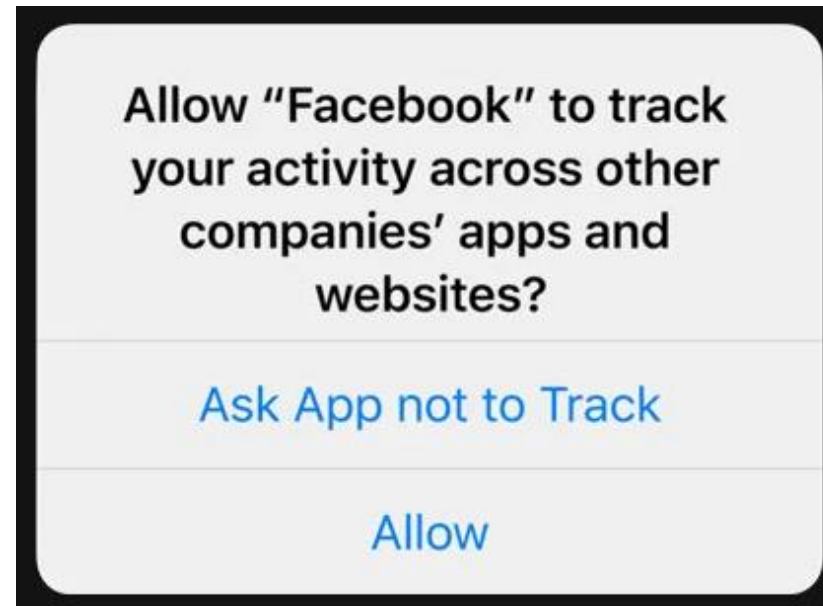 Allow “Facebook” to track
your activity across other
companies’ apps and
websites?
Ask App not to Track
Allow